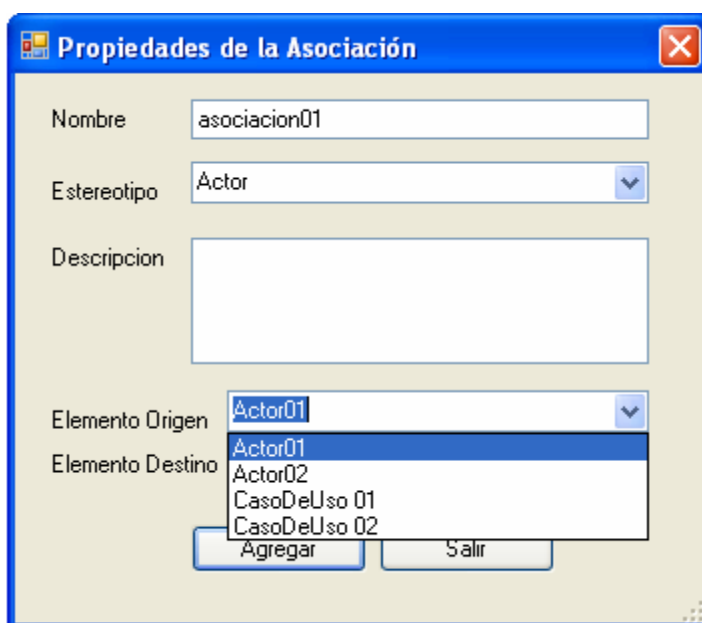 Propiedades de la Asociación
Nombre asociacion01
Estereotipo Actor
Descripcion
Elemento Origen Actor01
Actor01
Elemento Destino
Actor02
CasoDeUso 01
CasoDeUso 02
Agregar Salir